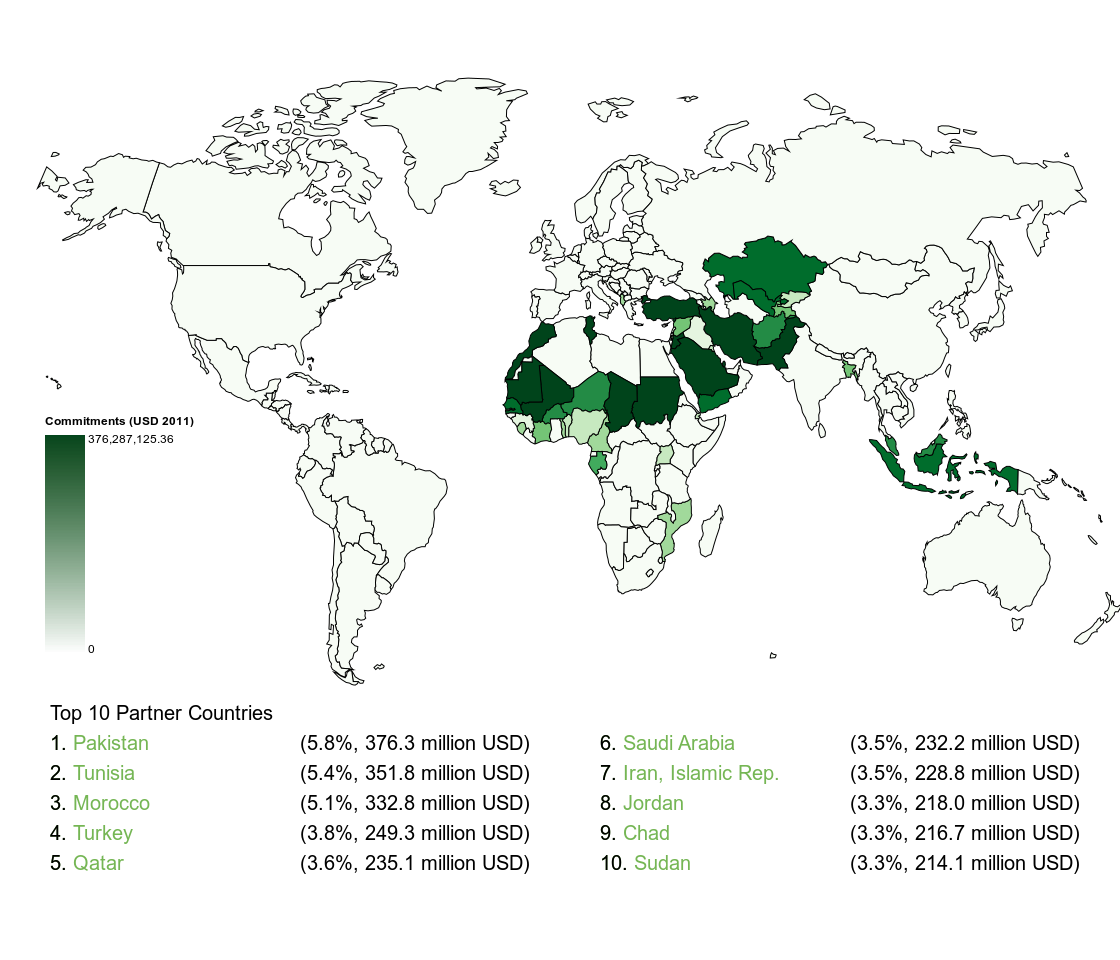 Commitments (USD 2011)
376,287,125.36
0
Top 10 Partner Countries
1. Pakistan (5.8%, 376.3 million USD)
2. Tunisia (5.4%, 351.8 million USD)
3. Morocco (5.1%, 332.8 million USD)
4. Turkey (3.8%, 249.3 million USD)
5. Qatar (3.6%, 235.1 million USD)
6. Saudi Arabia (3.5%, 232.2 million USD)
7. Iran, Islamic Rep. (3.5%, 228.8 million USD)
8. Jordan (3.3%, 218.0 million USD)
9. Chad (3.3%, 216.7 million USD)
10. Sudan (3.3%, 214.1 million USD)